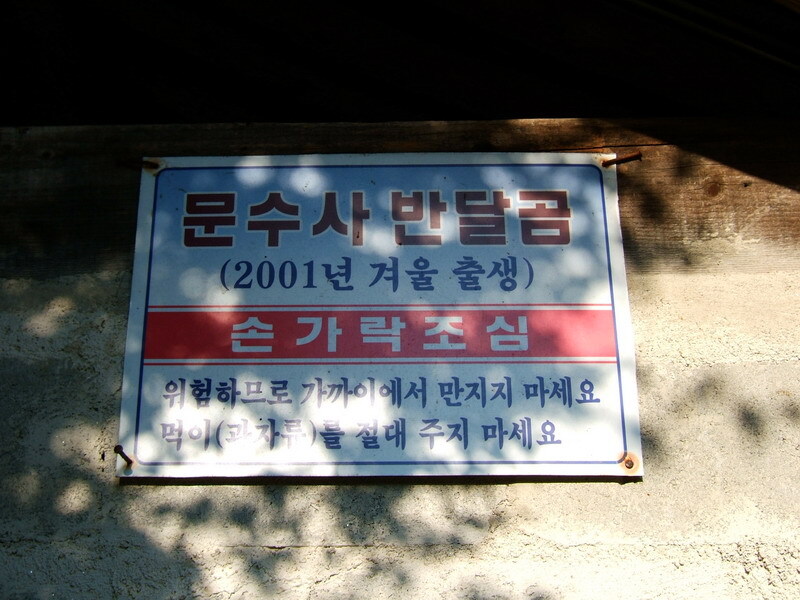 문수사 반달곰
(2001년 겨울 출생)
손가락조심
위험하므로 가까이에서 만지지 마세요
먹이(과자류)를 절대 주지 마세요